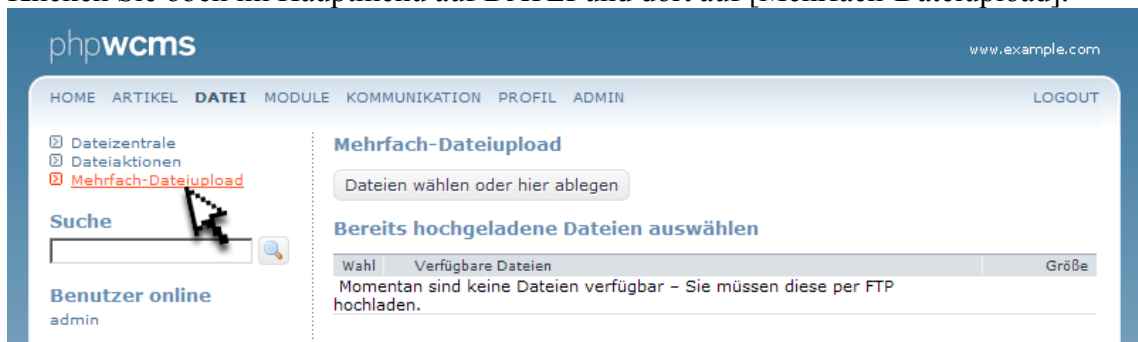 Klicken Sie oben im Hauptmenü auf DATEI und dort auf [Mehrfach-Dateiupload].
phpwcms
www.example.com
HOME ARTIKEL DATEI MODULE KOMMUNIKATION PROFIL ADMIN LOGOUT
Dateizentrale
Dateiaktionen
Mehrfach-Dateiupload
Suche
Benutzer online
admin
Mehrfach-Dateiupload
Dateien wählen oder hier ablegen
Bereits hochgeladene Dateien auswählen
Wahl Verfügbare Dateien Größe
Momentan sind keine Dateien verfügbar – Sie müssen diese per FTP
hochladen.